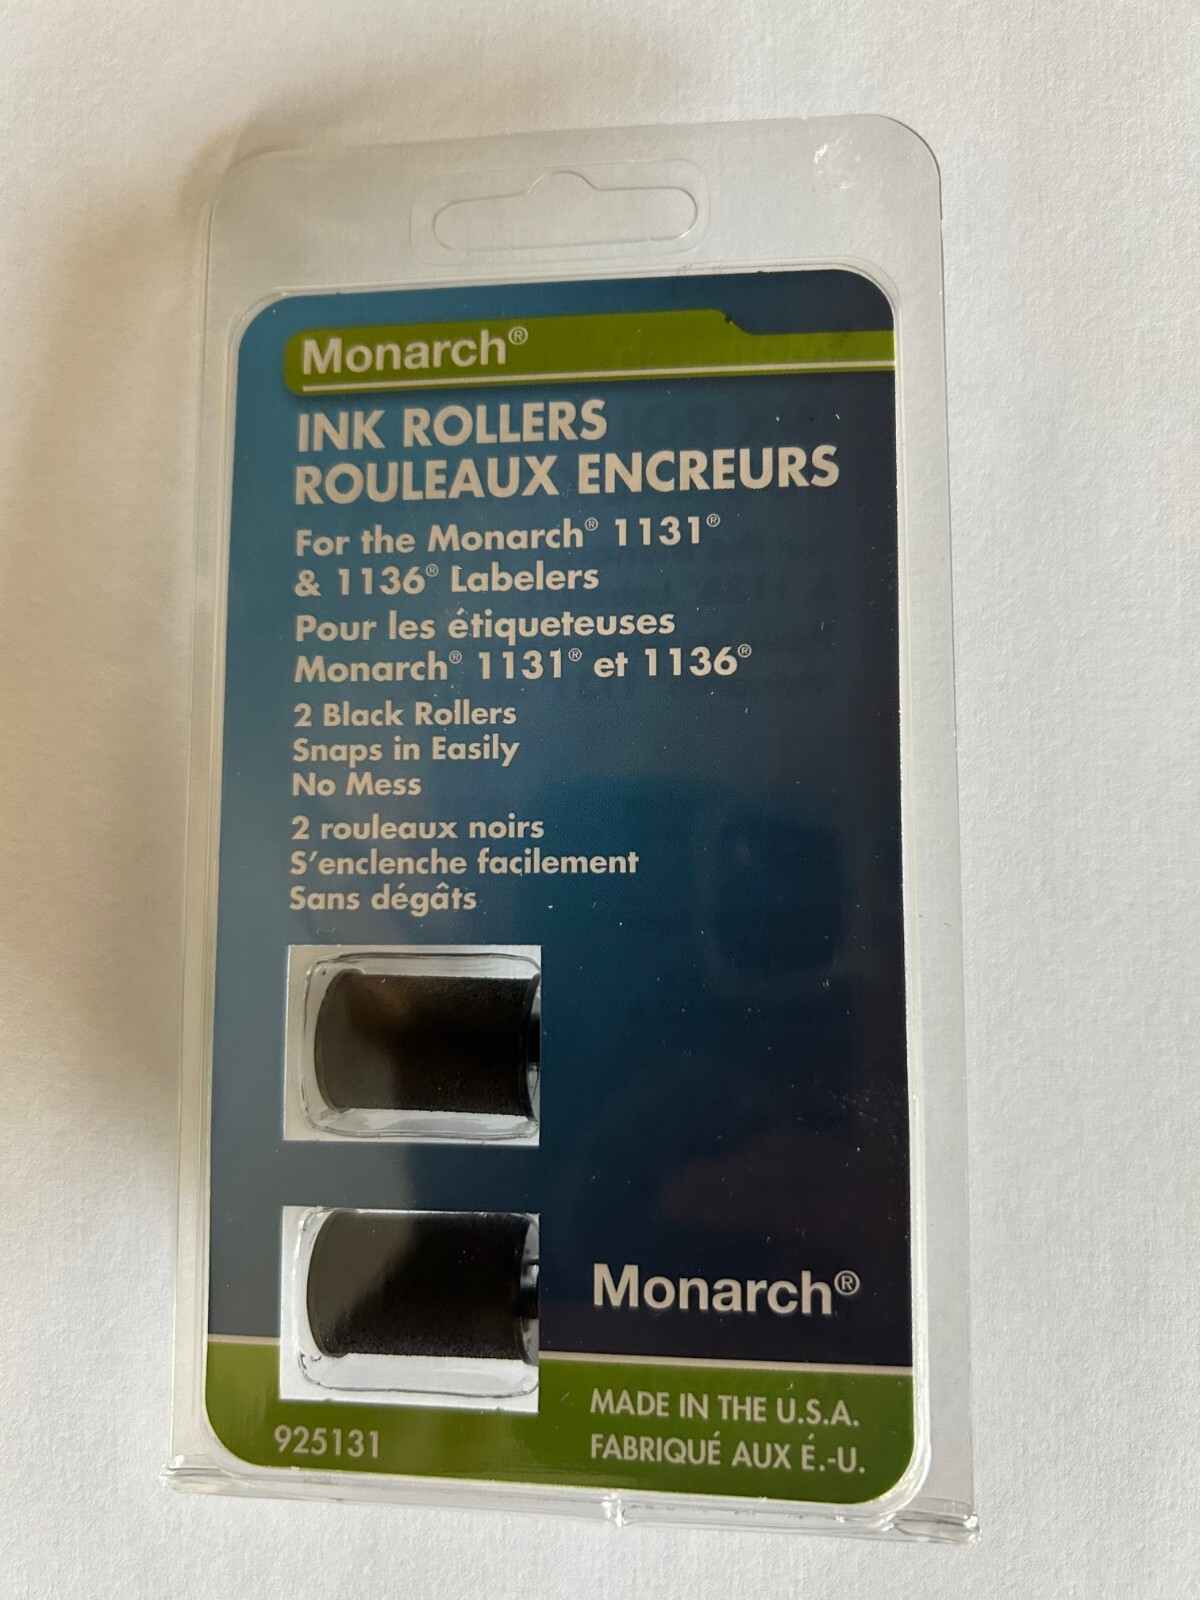 Monarch®
INK ROLLERS
ROULEAUX ENCREURS
For the Monarch® 1131®
& 1136® Labelers
Pour les étiqueteuses
Monarch® 1131® et 1136®
2 Black Rollers
Snaps in Easily
No Mess
2 rouleaux noirs
S'enclenche facilement
Sans dégâts
Monarch®
925131
MADE IN THE U.S.A.
FABRIQUÉ AUX É.-U.